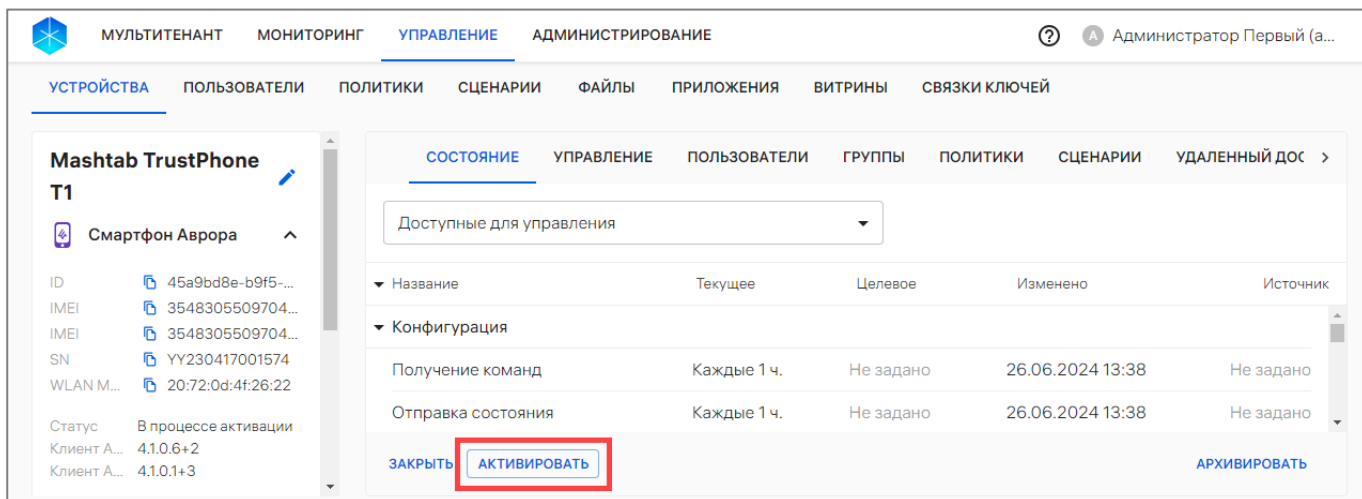 МУЛЬТИТЕНАНТ МОНИТОРИНГ УПРАВЛЕНИЕ АДМИНИСТРИРОВАНИЕ ? А Администратор Первый (а...
УСТРОЙСТВА ПОЛЬЗОВАТЕЛИ ПОЛИТИКИ СЦЕНАРИИ ФАЙЛЫ ПРИЛОЖЕНИЯ ВИТРИНЫ СВЯЗКИ КЛЮЧЕЙ
Mashtab TrustPhone
T1
Смартфон Аврора
ID 45a9bd8e-b9f5-...
IMEI 3548305509704...
IMEI 3548305509704...
SN YY230417001574
WLAN M... 20:72:0d:4f:26:22
Статус В процессе активации
Клиент А... 4.1.0.6+2
Клиент А... 4.1.0.1+3
СОСТОЯНИЕ УПРАВЛЕНИЕ ПОЛЬЗОВАТЕЛИ ГРУППЫ ПОЛИТИКИ СЦЕНАРИИ УДАЛЕННЫЙ ДОС
Доступные для управления
Название Текущее Целевое Изменено Источник
Конфигурация
Получение команд Каждые 1 ч. Не задано 26.06.2024 13:38 Не задано
Отправка состояния Каждые 1 ч. Не задано 26.06.2024 13:38 Не задано
ЗАКРЫТЬ АКТИВИРОВАТЬ АРХИВИРОВАТЬ